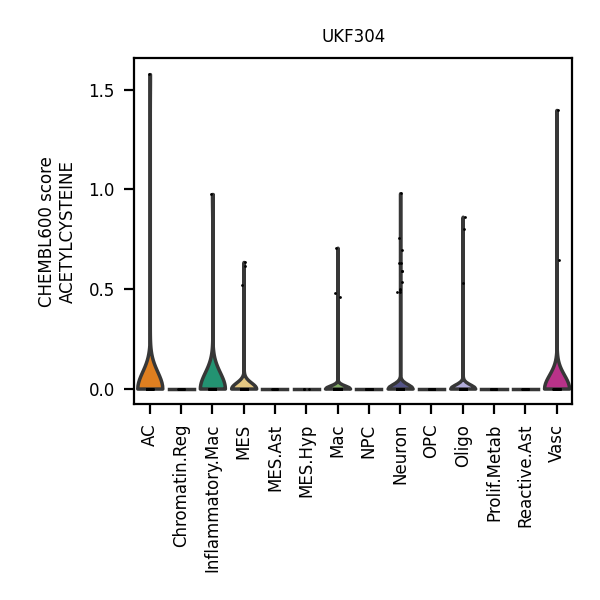 UKF304
CHEMBL600 score
ACETYLCYSTEINE
1.5
1.0
0.5
0.0
AC
Chromatin.Reg
Inflammatory.Mac
MES
MES.Ast
MES.Hyp
Mac
NPC
Neuron
OPC
Oligo
Prolif.Metab
Reactive.Ast
Vasc